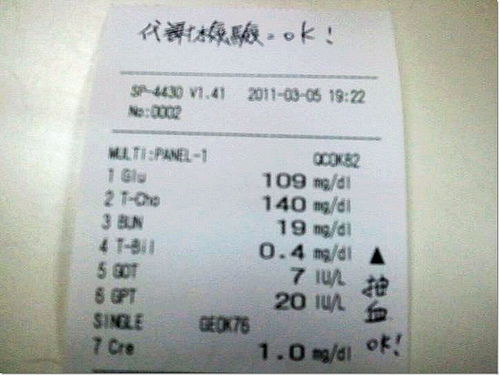 代謝檢驗=ok!
SP-4430 V1.41 2011-03-05 19:22
No:0002
MULTI:PANEL-1 QCOK82
1 Glu 109 mg/dl
2 T-Cho 140 mg/dl
3 BUN 19 mg/dl
4 T-Bil 0.4 mg/dl
5 GOT 7 IU/L
6 GPT 20 IU/L
SINGLE GEOK76
7 Cre 1.0 mg/dl
▲
抽
血
ok!